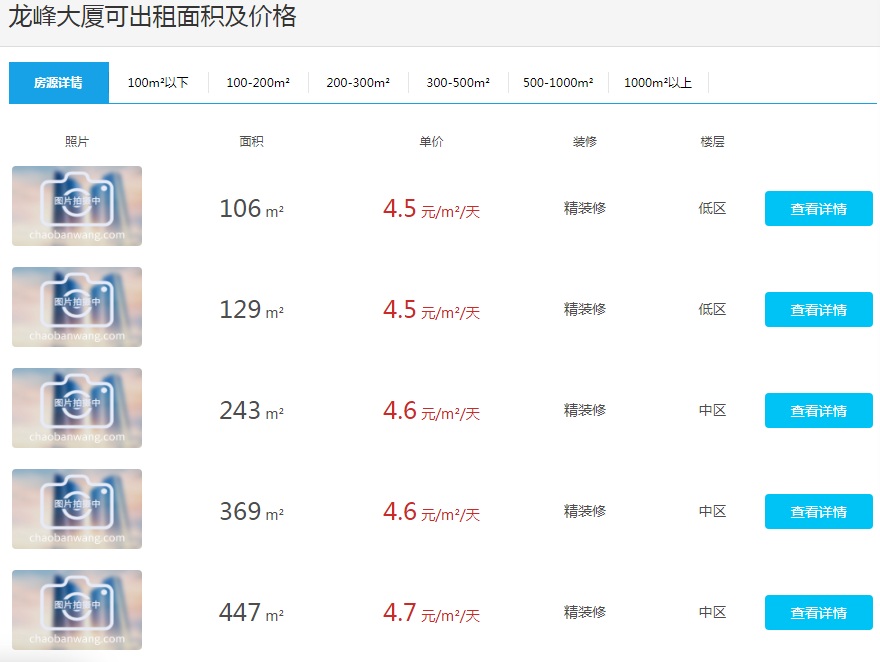 龙峰大厦可出租面积及价格
房源详情 100m²以下 100-200m² 200-300m² 300-500m² 500-1000m² 1000m²以上
照片 面积 单价 装修 楼层
图片拍摄中
chaobanwang.com
106 m² 4.5 元/m²/天 精装修 低区 查看详情
图片拍摄中
chaobanwang.com
129 m² 4.5 元/m²/天 精装修 低区 查看详情
图片拍摄中
chaobanwang.com
243 m² 4.6 元/m²/天 精装修 中区 查看详情
图片拍摄中
chaobanwang.com
369 m² 4.6 元/m²/天 精装修 中区 查看详情
图片拍摄中
chaobanwang.com
447 m² 4.7 元/m²/天 精装修 中区 查看详情